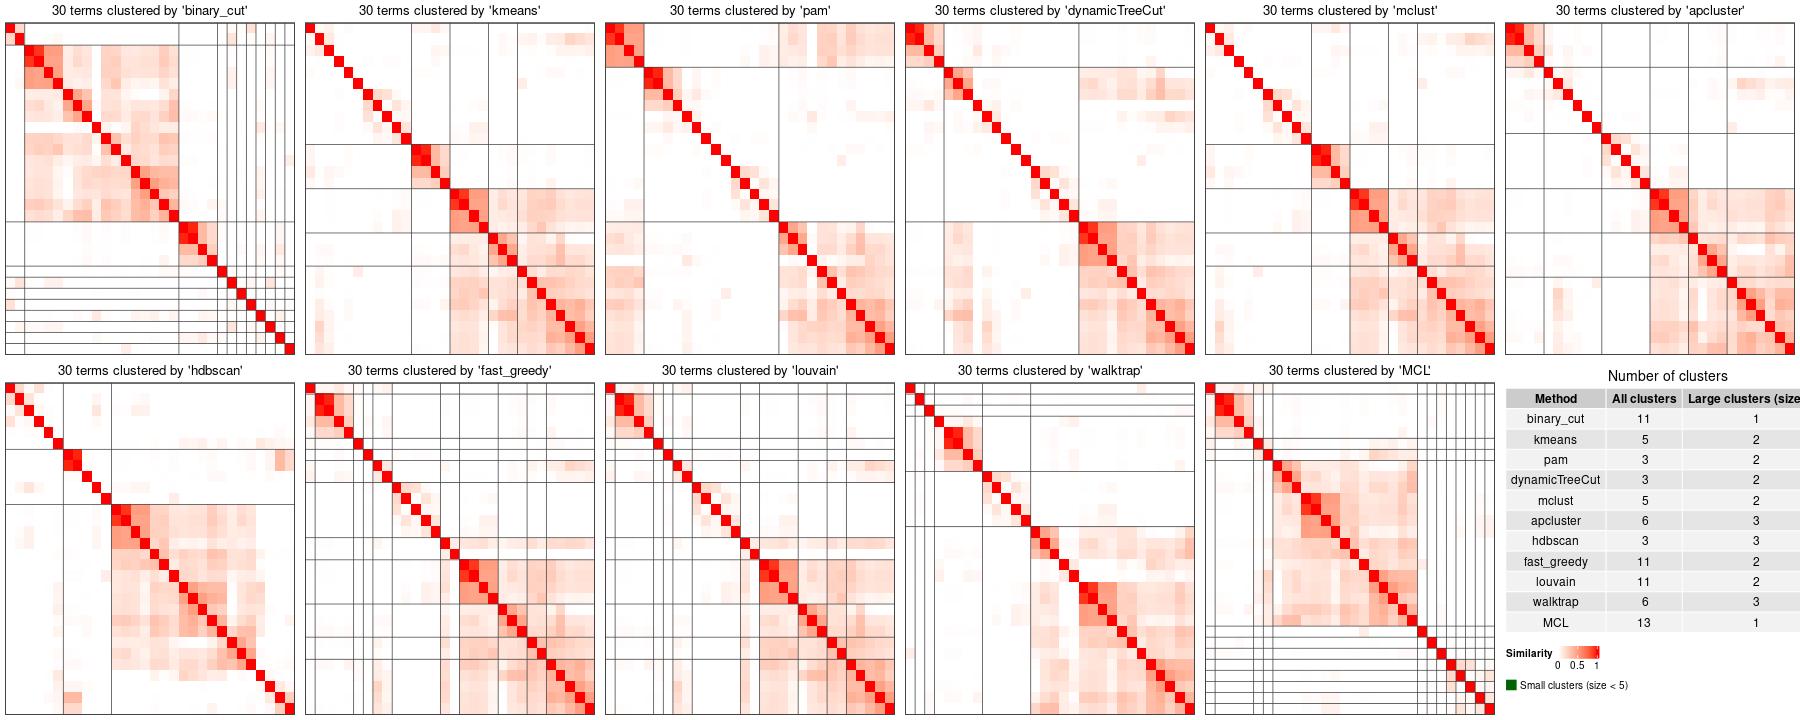 30 terms clustered by 'binary_cut'
30 terms clustered by 'kmeans'
30 terms clustered by 'pam'
30 terms clustered by 'dynamicTreeCut'
30 terms clustered by 'mclust'
30 terms clustered by 'apcluster'
30 terms clustered by 'hdbscan'
30 terms clustered by 'fast_greedy'
30 terms clustered by 'louvain'
30 terms clustered by 'walktrap'
30 terms clustered by 'MCL'
Number of clusters
Method All clusters Large clusters (size
binary_cut 11 1
kmeans 5 2
pam 3 2
dynamicTreeCut 3 2
mclust 5 2
apcluster 6 3
hdbscan 3 3
fast_greedy 11 2
louvain 11 2
walktrap 6 3
MCL 13 1
Similarity
0 0.5 1
Small clusters (size < 5)